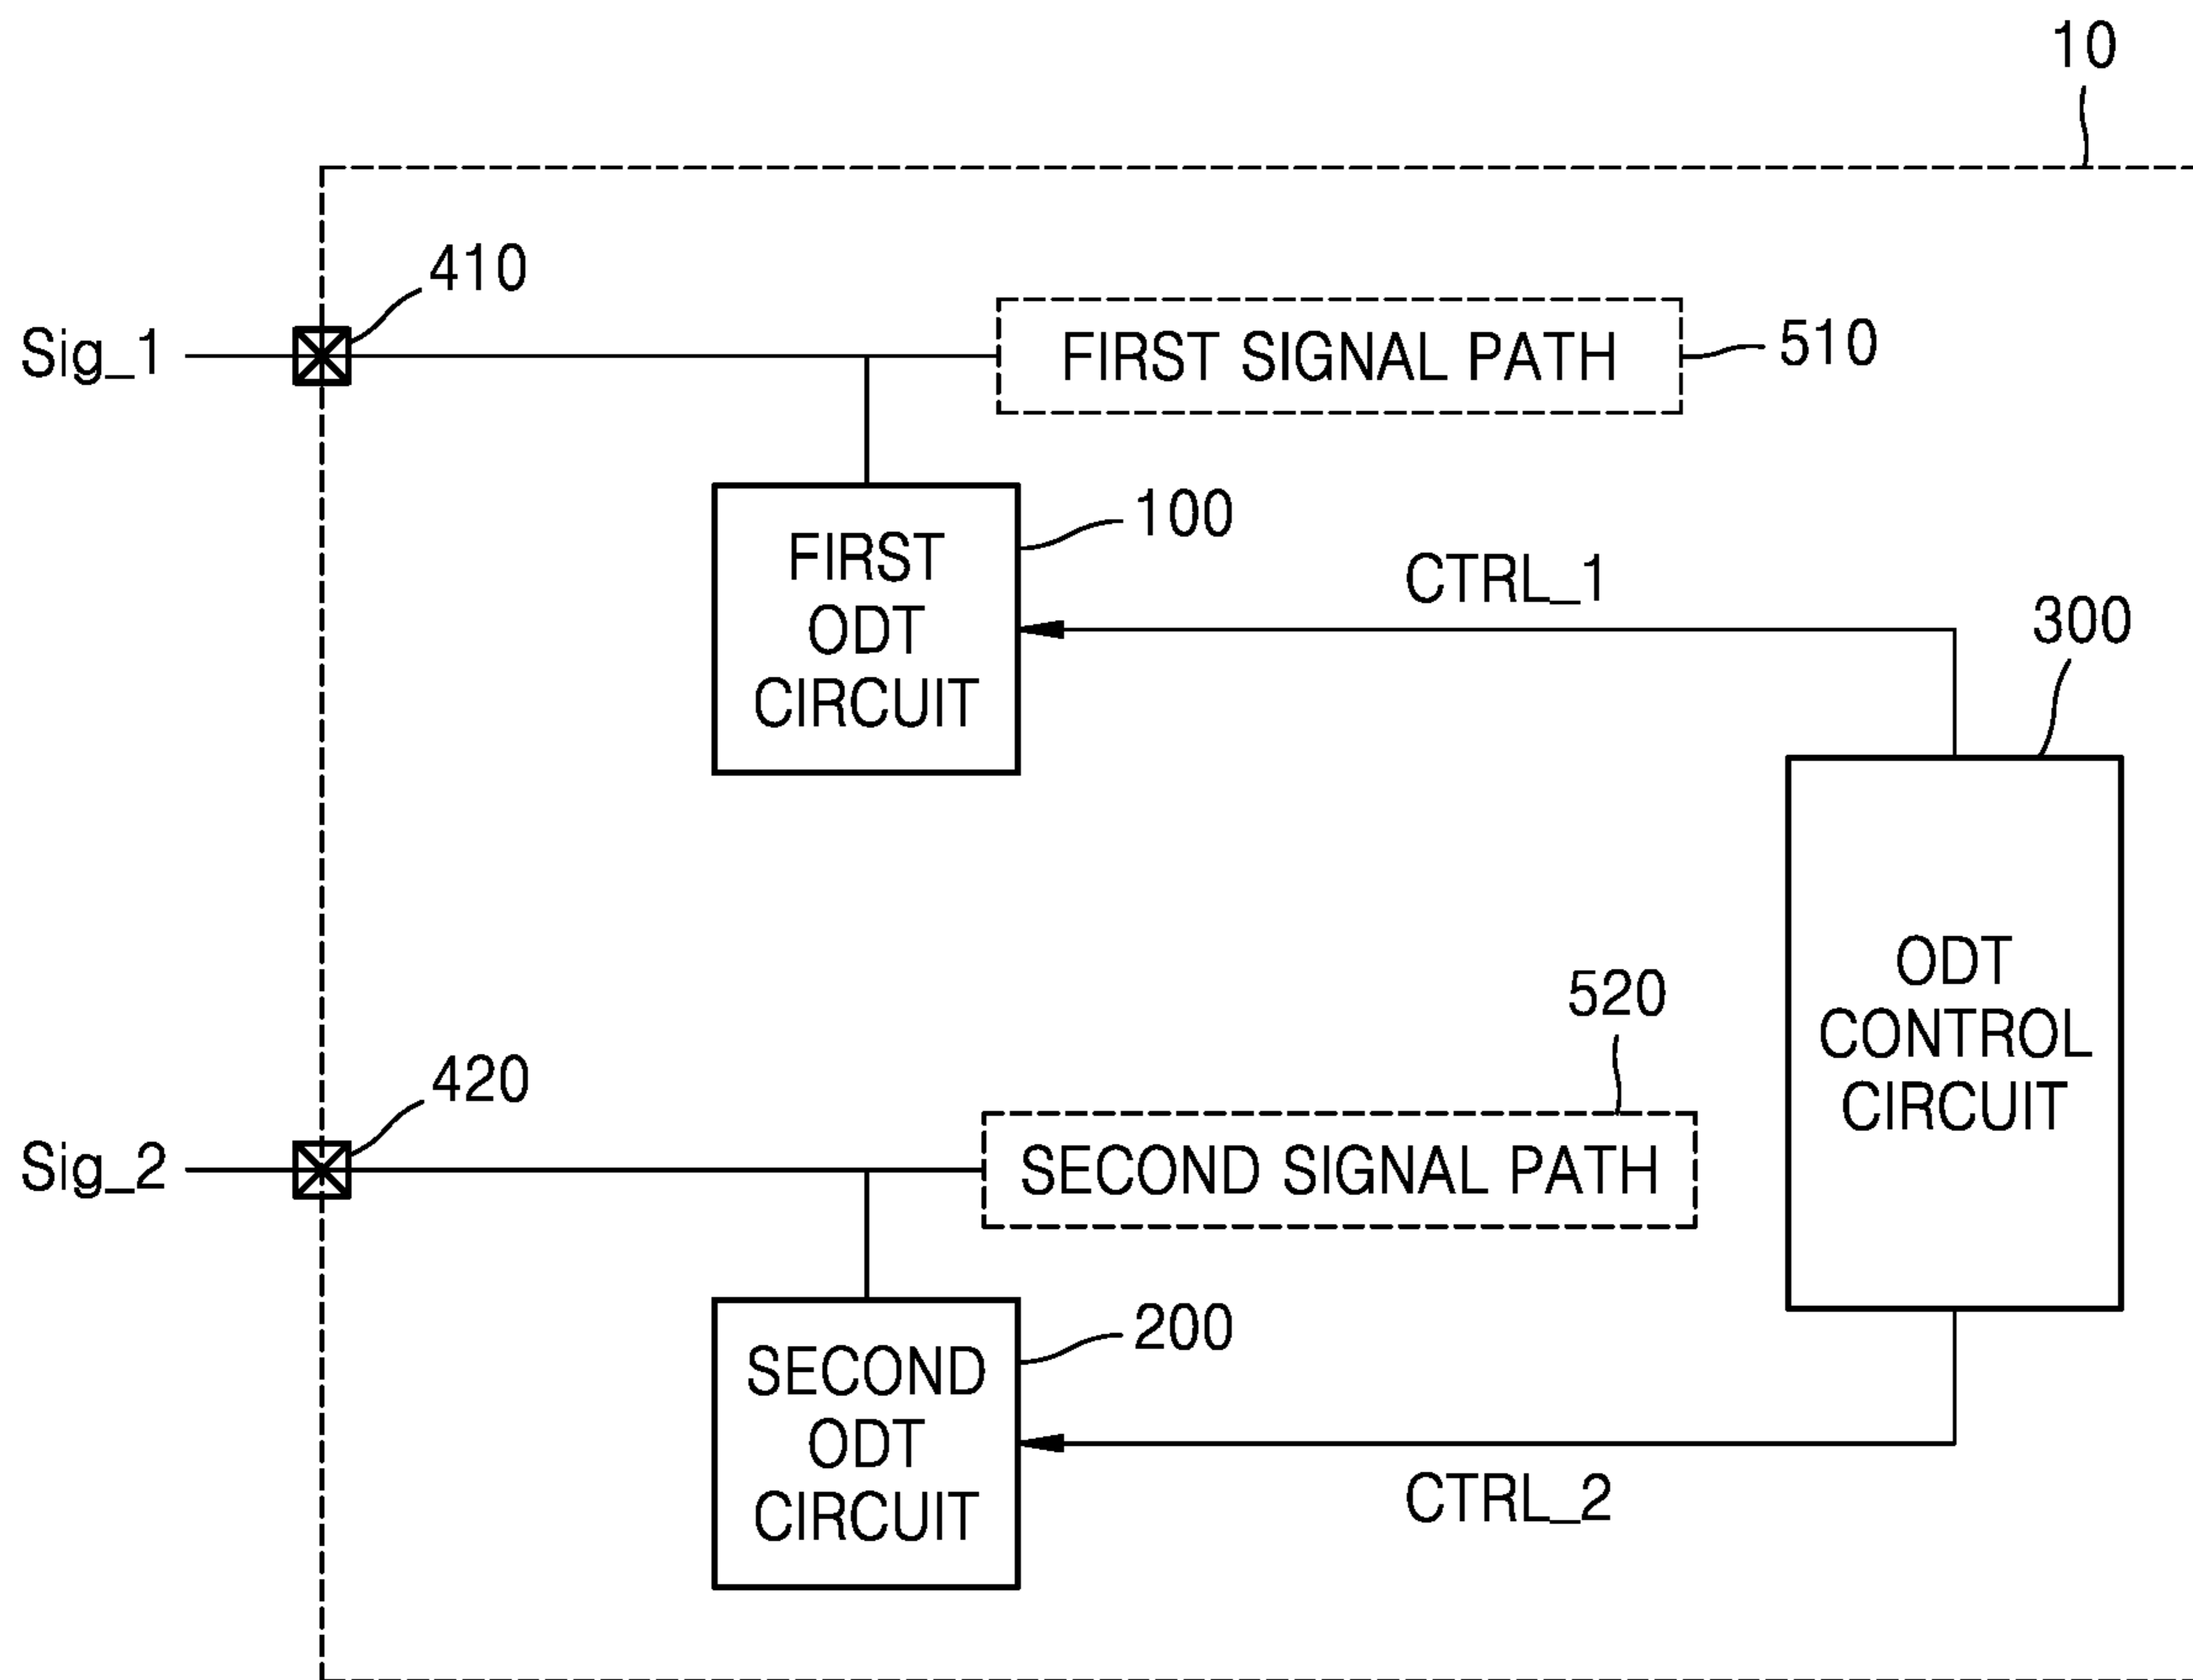 10
410
Sig_1
FIRST SIGNAL PATH
510
100
FIRST
ODT
CIRCUIT
CTRL_1
300
ODT
CONTROL
CIRCUIT
520
420
Sig_2
SECOND SIGNAL PATH
200
SECOND
ODT
CIRCUIT
CTRL_2